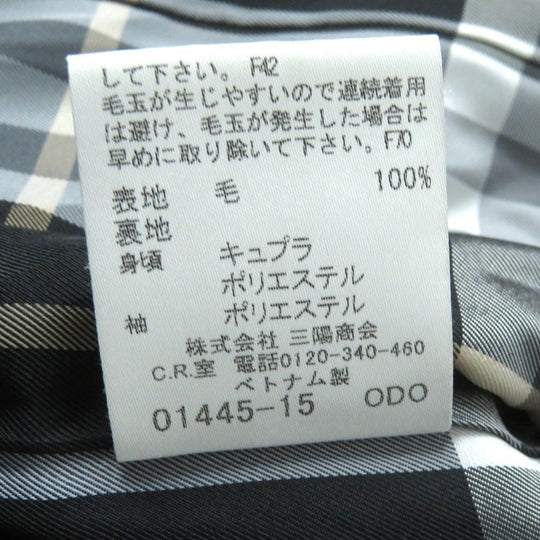 して下さい。 F42
毛玉が生じやすいので連続着用
は避け、毛玉が発生した場合は
早めに取り除いて下さい。F70
表地 毛 100%
裏地
身頃 キュプラ
ポリエステル
袖 ポリエステル
株式会社 三陽商会
C.R.室 電話0120-340-460
ベトナム製
01445-15 ODO